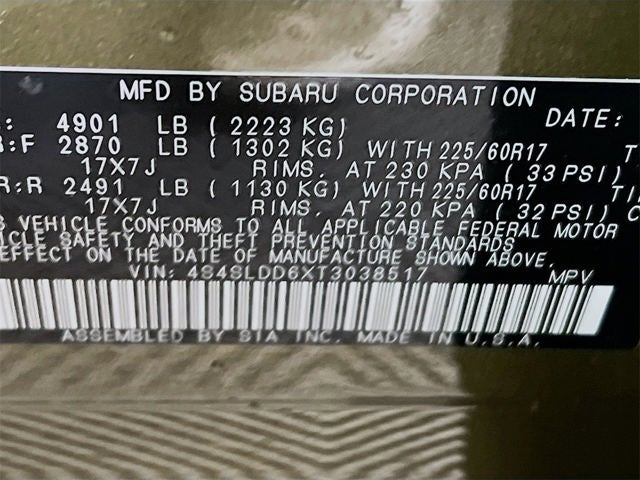 MFD BY SUBARU CORPORATION DATE:
4901 LB ( 2223 KG)
:F 2870 LB ( 1302 KG) WITH 225/60R17 T
17X7J RIMS, AT 230 KPA ( 33 PSI)
R:R 2491 LB ( 1130 KG) WITH 225/60R17 TI
17X7J RIMS, AT 220 KPA ( 32 PSI) C
S VEHICLE CONFORMS TO ALL APPLICABLE FEDERAL MOTOR
ICLE SAFETY AND THEFT PREVENTION STANDARDS
EFFECT ON THE DATE OF MANUFACTURE SHOWN ABOVE.
VIN: 4S4SLDD6XT3038517 MPV
ASSEMBLED BY SIA INC. MADE IN U.S.A.